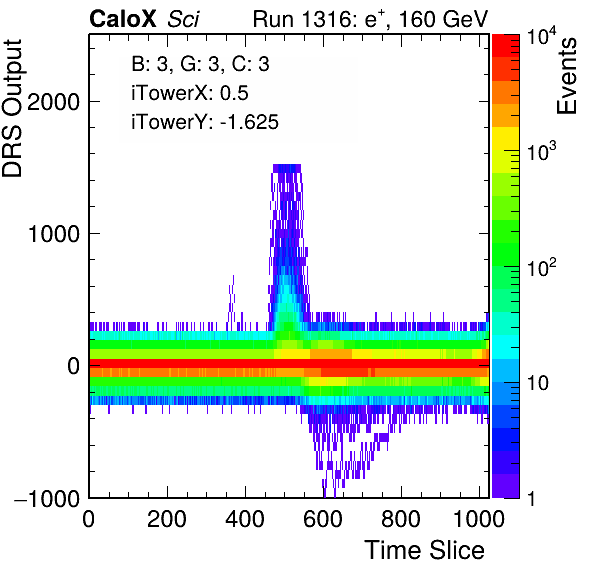 CaloX Sci Run 1316: e⁺, 160 GeV
DRS Output
Events
B: 3, G: 3, C: 3
iTowerX: 0.5
iTowerY: -1.625
2000
1000
0
−1000
0 200 400 600 800 1000
Time Slice
10⁴
10³
10²
10
1